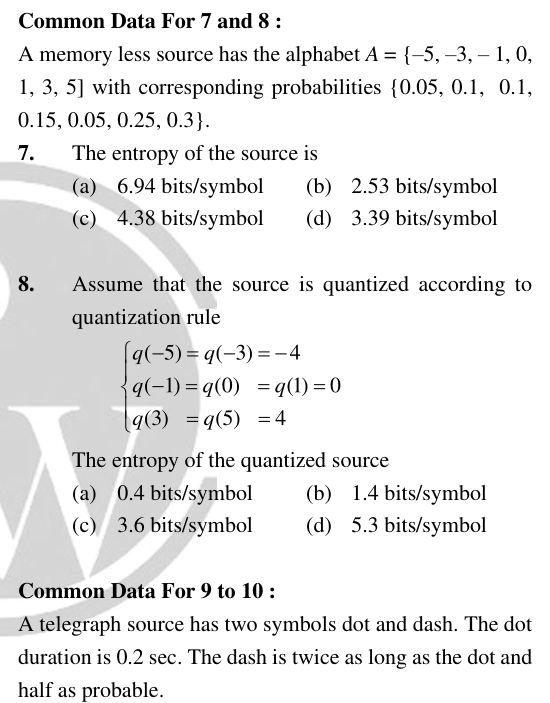 Common Data For 7 and 8 :
A memory less source has the alphabet A = {–5, –3, – 1, 0,
1, 3, 5] with corresponding probabilities {0.05, 0.1, 0.1,
0.15, 0.05, 0.25, 0.3}.
7. The entropy of the source is
(a) 6.94 bits/symbol (b) 2.53 bits/symbol
(c) 4.38 bits/symbol (d) 3.39 bits/symbol
8. Assume that the source is quantized according to
quantization rule
q(−5) = q(−3) = −4
q(−1) = q(0) = q(1) = 0
q(3) = q(5) = 4
The entropy of the quantized source
(a) 0.4 bits/symbol (b) 1.4 bits/symbol
(c) 3.6 bits/symbol (d) 5.3 bits/symbol
Common Data For 9 to 10 :
A telegraph source has two symbols dot and dash. The dot
duration is 0.2 sec. The dash is twice as long as the dot and
half as probable.